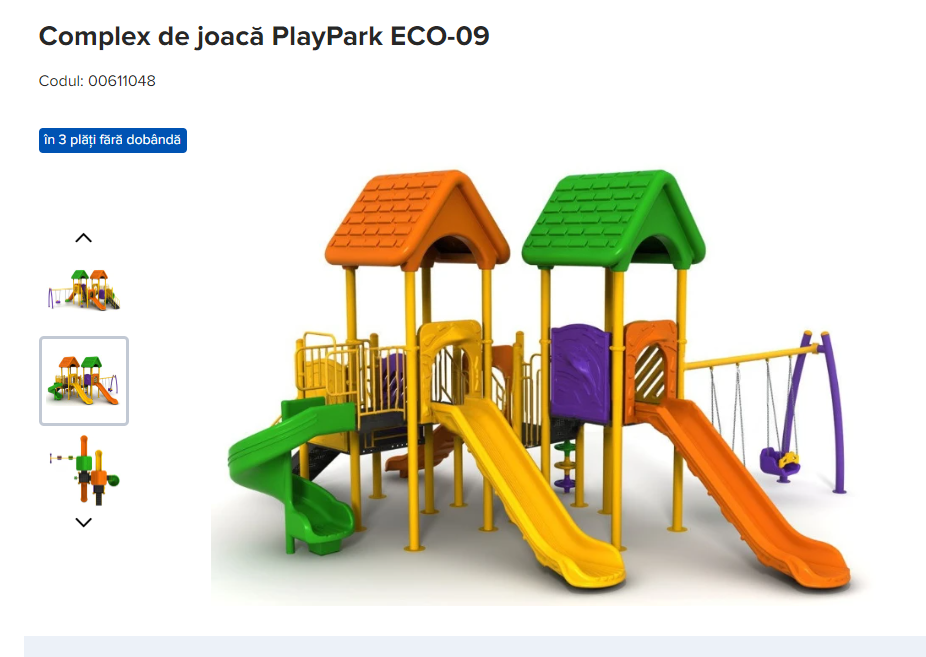 Complex de joacă PlayPark ECO-09
Codul: 00611048
în 3 plăți fără dobândă